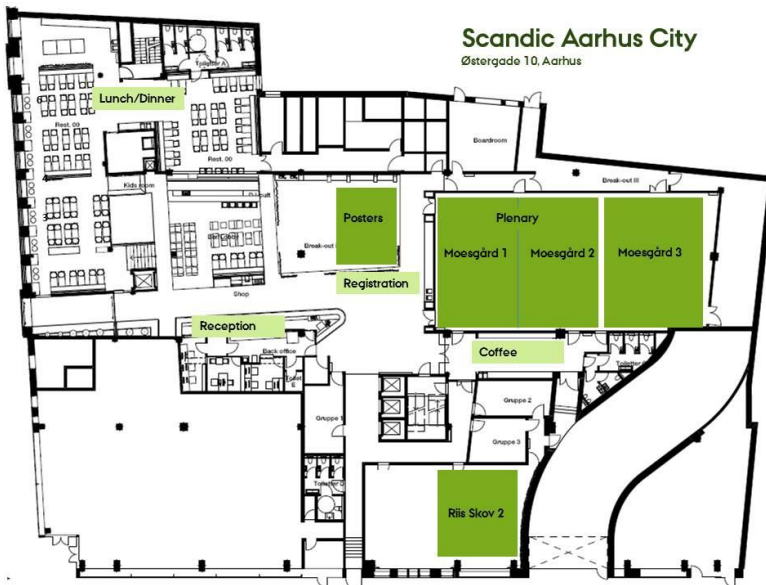 Scandic Aarhus City
Østergade 10, Aarhus
Toiletter A
Lunch/Dinner
Rest. 00
Rest. 00
Boardroom
Break-out III
Kids room
Posters
Plenary
Break-out
Moesgård 1
Moesgård 2
Moesgård 3
Registration
Shop
Reception
Back office
Coffee
Toilet
E
Gruppe 1
Gruppe 2
Gruppe 3
Toiletter D
Riis Skov 2